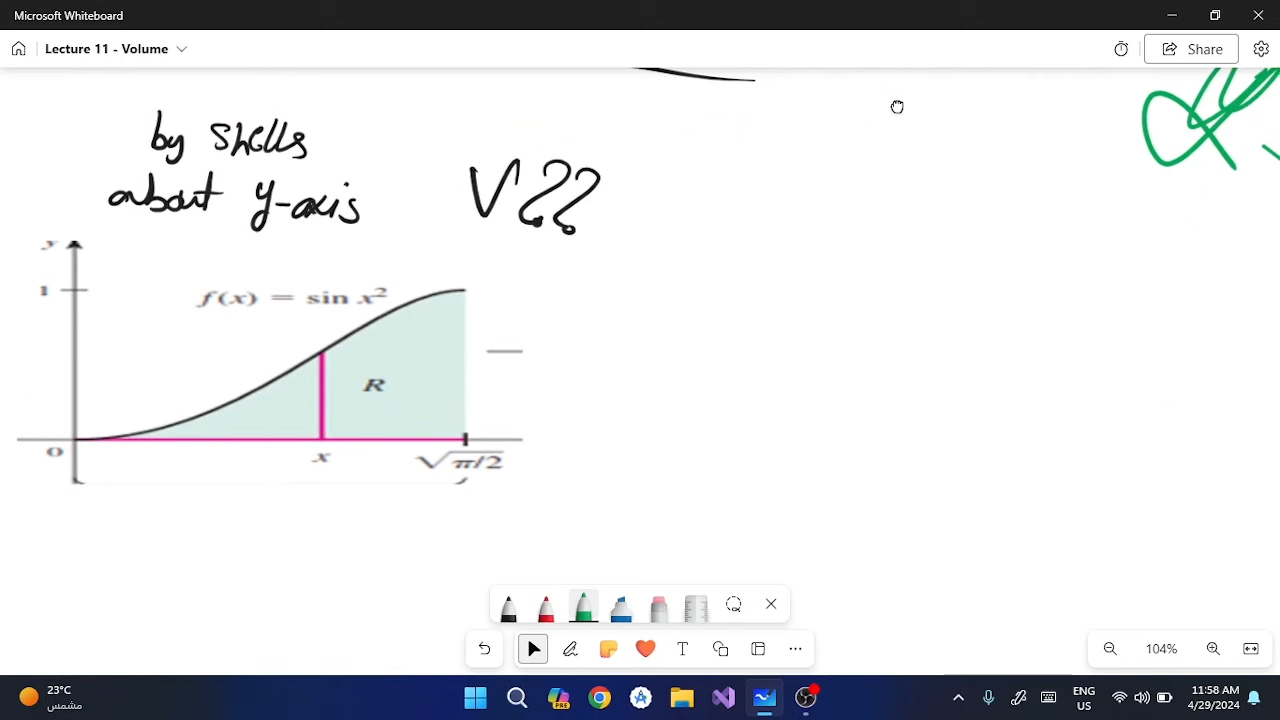 Microsoft Whiteboard
Lecture 11 - Volume
Share
by shells
about y-axis
V??
y
1
f(x) = sin x²
R
0
x
√π/2
104%
23°C
مشمس
PRE
ENG
US
11:58 AM
4/29/2024